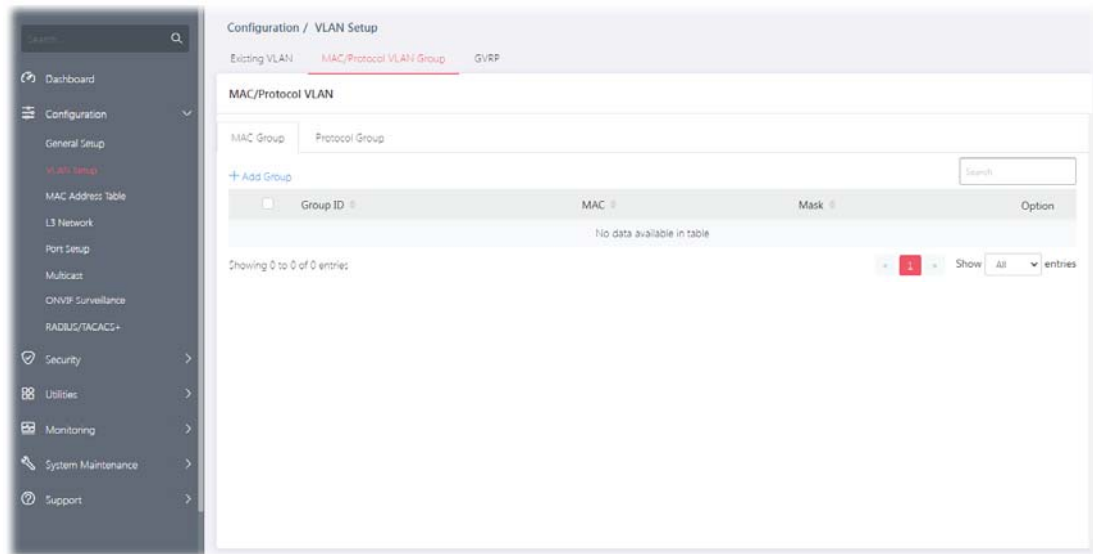 Search...
Dashboard
Configuration
General Setup
VLAN Setup
MAC Address Table
L3 Network
Port Setup
Multicast
ONVIF Surveillance
RADIUS/TACACS+
Security
Utilities
Monitoring
System Maintenance
Support
Configuration / VLAN Setup
Existing VLAN MAC/Protocol VLAN Group GVRP
MAC/Protocol VLAN
MAC Group Protocol Group
+ Add Group
Search
Group ID MAC Mask Option
No data available in table
Showing 0 to 0 of 0 entries
« 1 » Show All entries